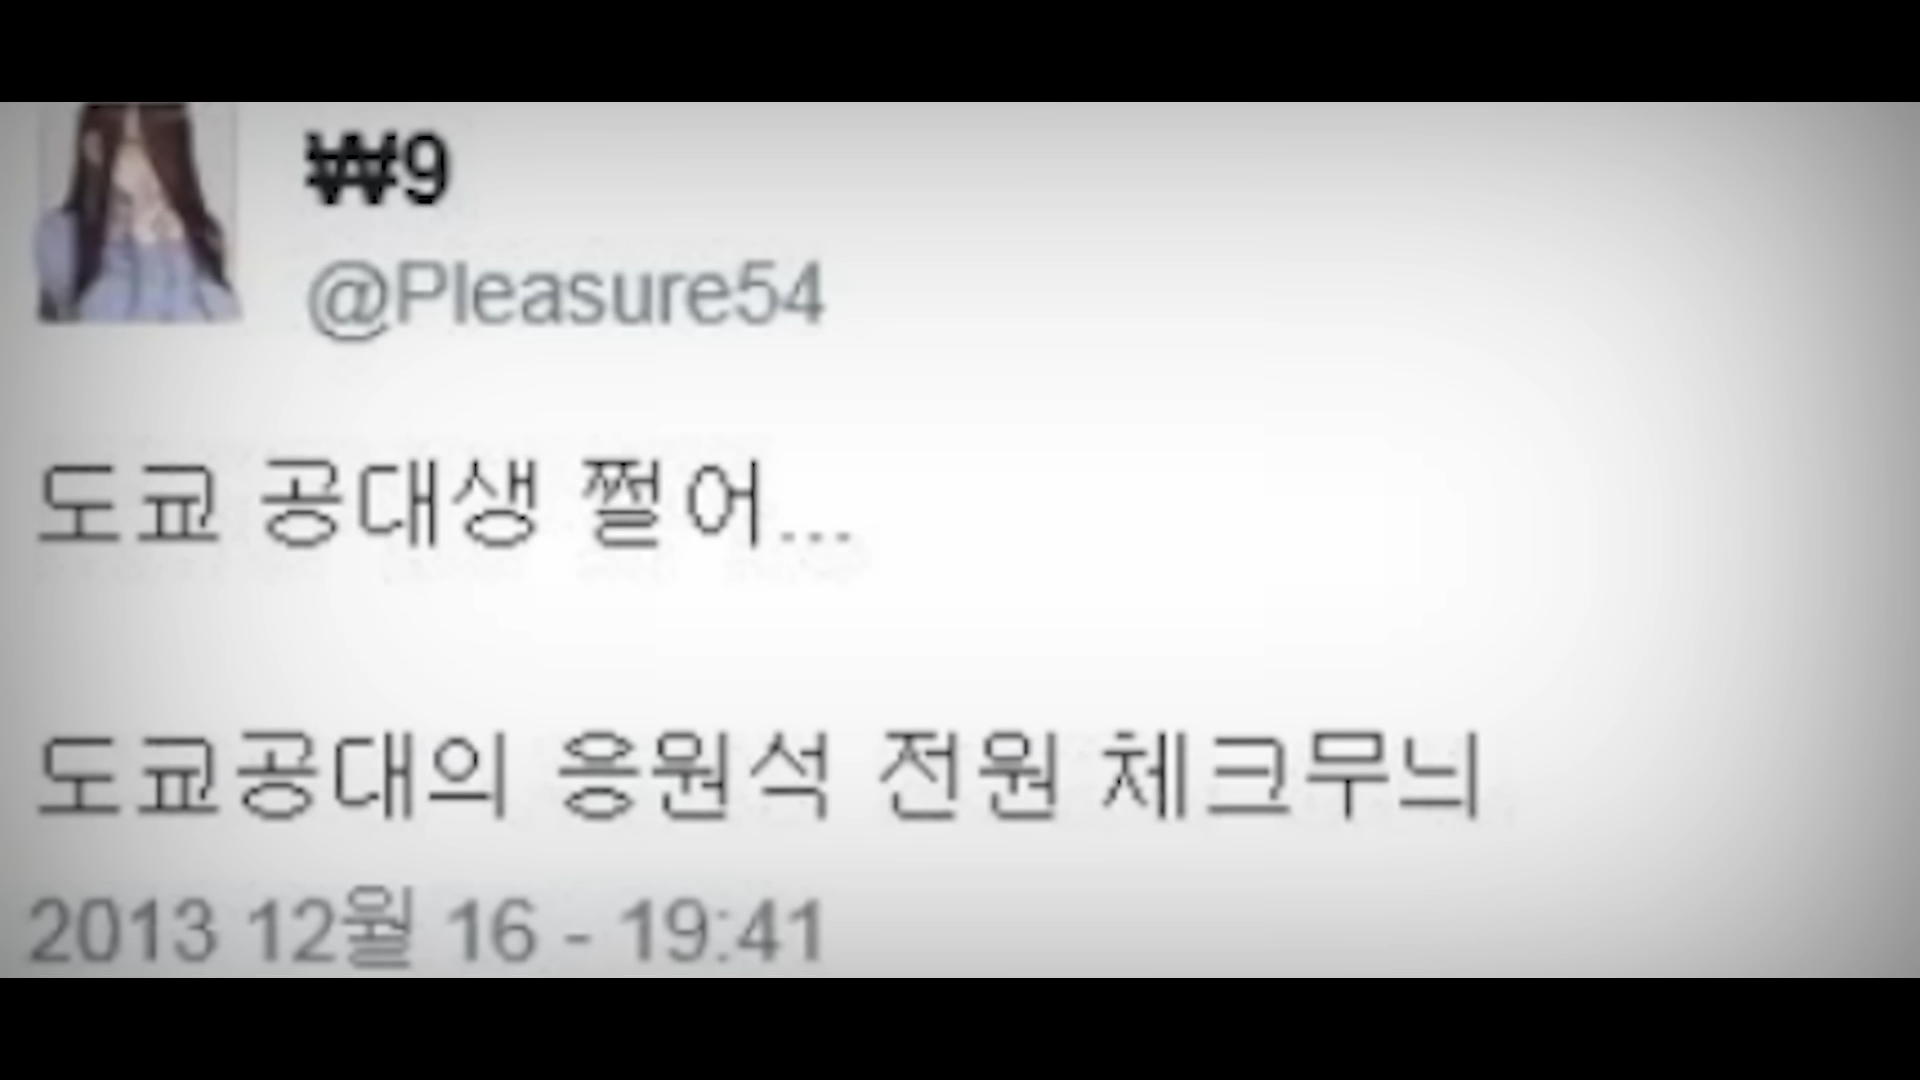 ₩9
@Pleasure54
도쿄 공대생 쩔어...
도쿄공대의 응원석 전원 체크무늬
2013 12월 16 - 19:41